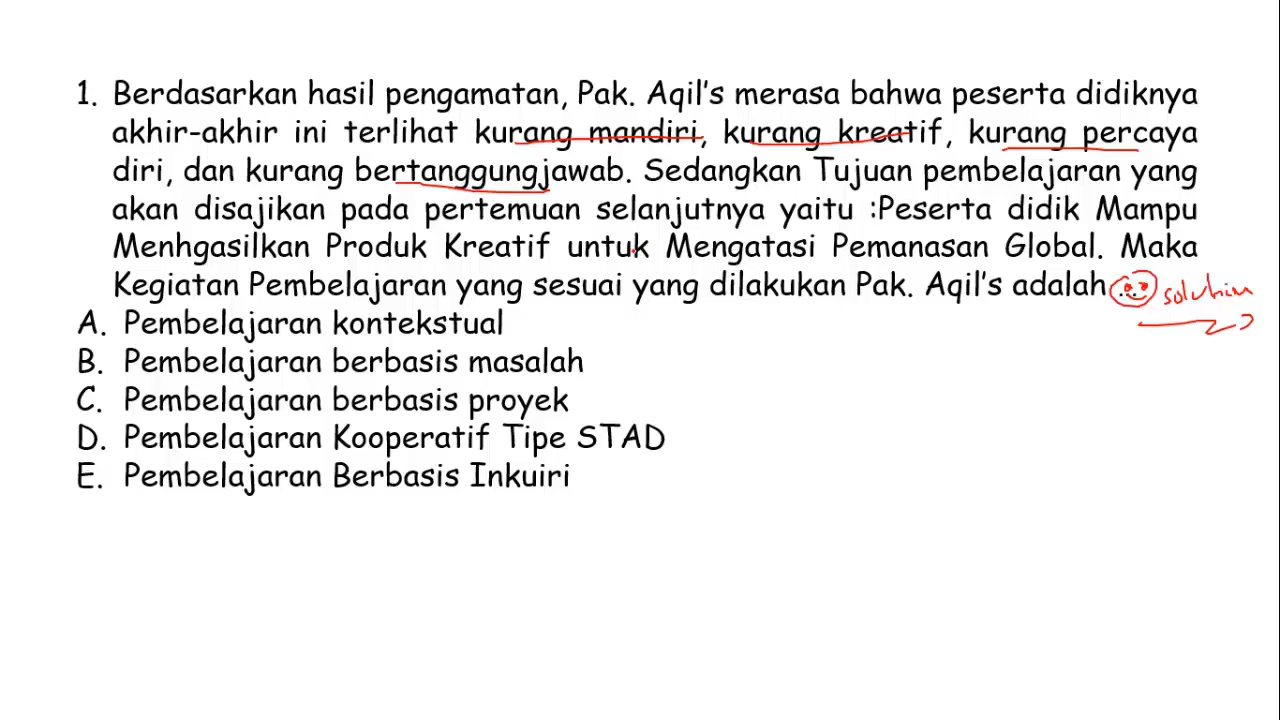 1. Berdasarkan hasil pengamatan, Pak. Aqil's merasa bahwa peserta didiknya
akhir-akhir ini terlihat kurang mandiri, kurang kreatif, kurang percaya
diri, dan kurang bertanggungjawab. Sedangkan Tujuan pembelajaran yang
akan disajikan pada pertemuan selanjutnya yaitu :Peserta didik Mampu
Menhgasilkan Produk Kreatif untuk Mengatasi Pemanasan Global. Maka
Kegiatan Pembelajaran yang sesuai yang dilakukan Pak. Aqil's adalah...
A. Pembelajaran kontekstual
B. Pembelajaran berbasis masalah
C. Pembelajaran berbasis proyek
D. Pembelajaran Kooperatif Tipe STAD
E. Pembelajaran Berbasis Inkuiri